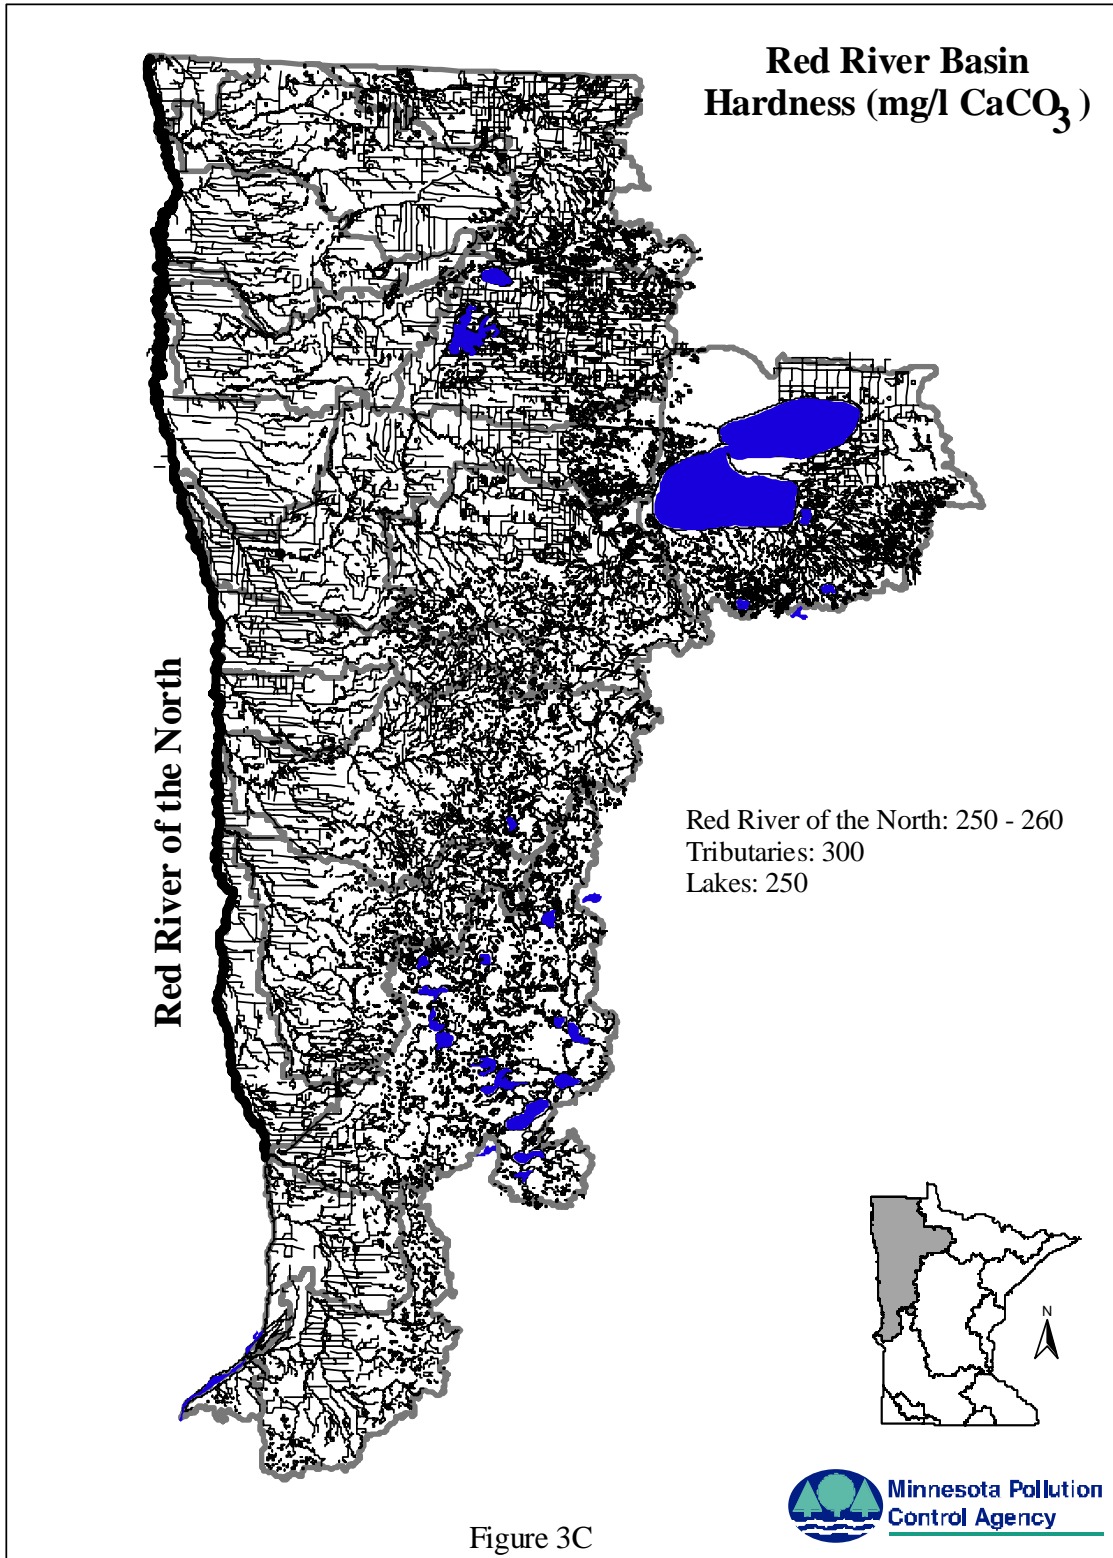 Red River Basin
Hardness (mg/l CaCO3 )
Red River of the North
Red River of the North: 250 - 260
Tributaries: 300
Lakes: 250
N
Minnesota Pollution
Control Agency
Figure 3C